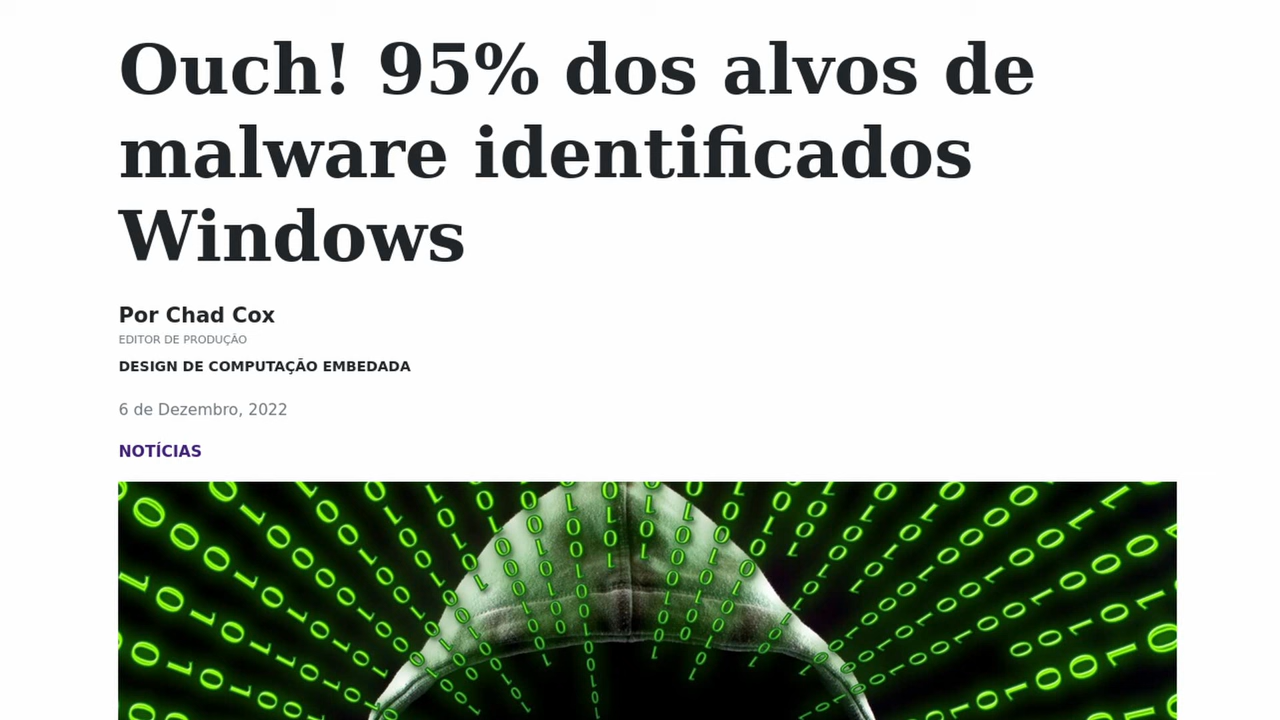 Ouch! 95% dos alvos de
malware identificados
Windows
Por Chad Cox
EDITOR DE PRODUÇÃO
DESIGN DE COMPUTAÇÃO EMBEDADA
6 de Dezembro, 2022
NOTÍCIAS